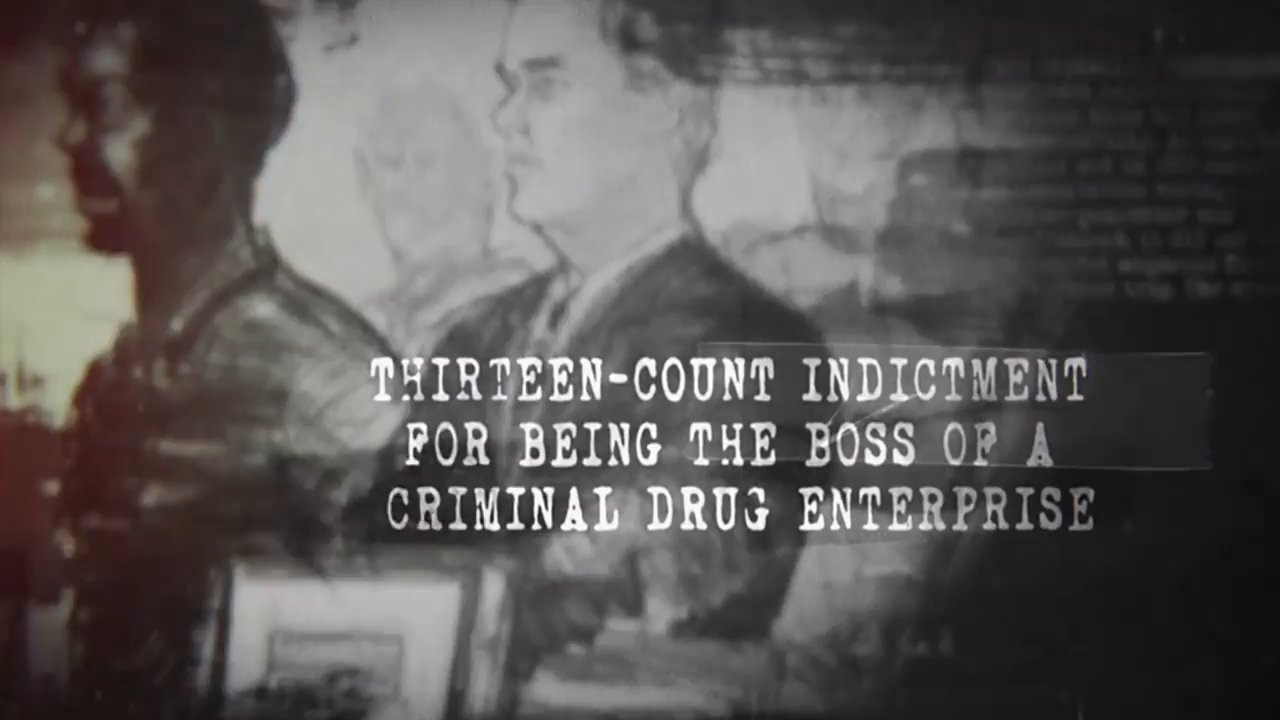 THIRTEEN-COUNT INDICTMENT
FOR BEING THE BOSS OF A
CRIMINAL DRUG ENTERPRISE